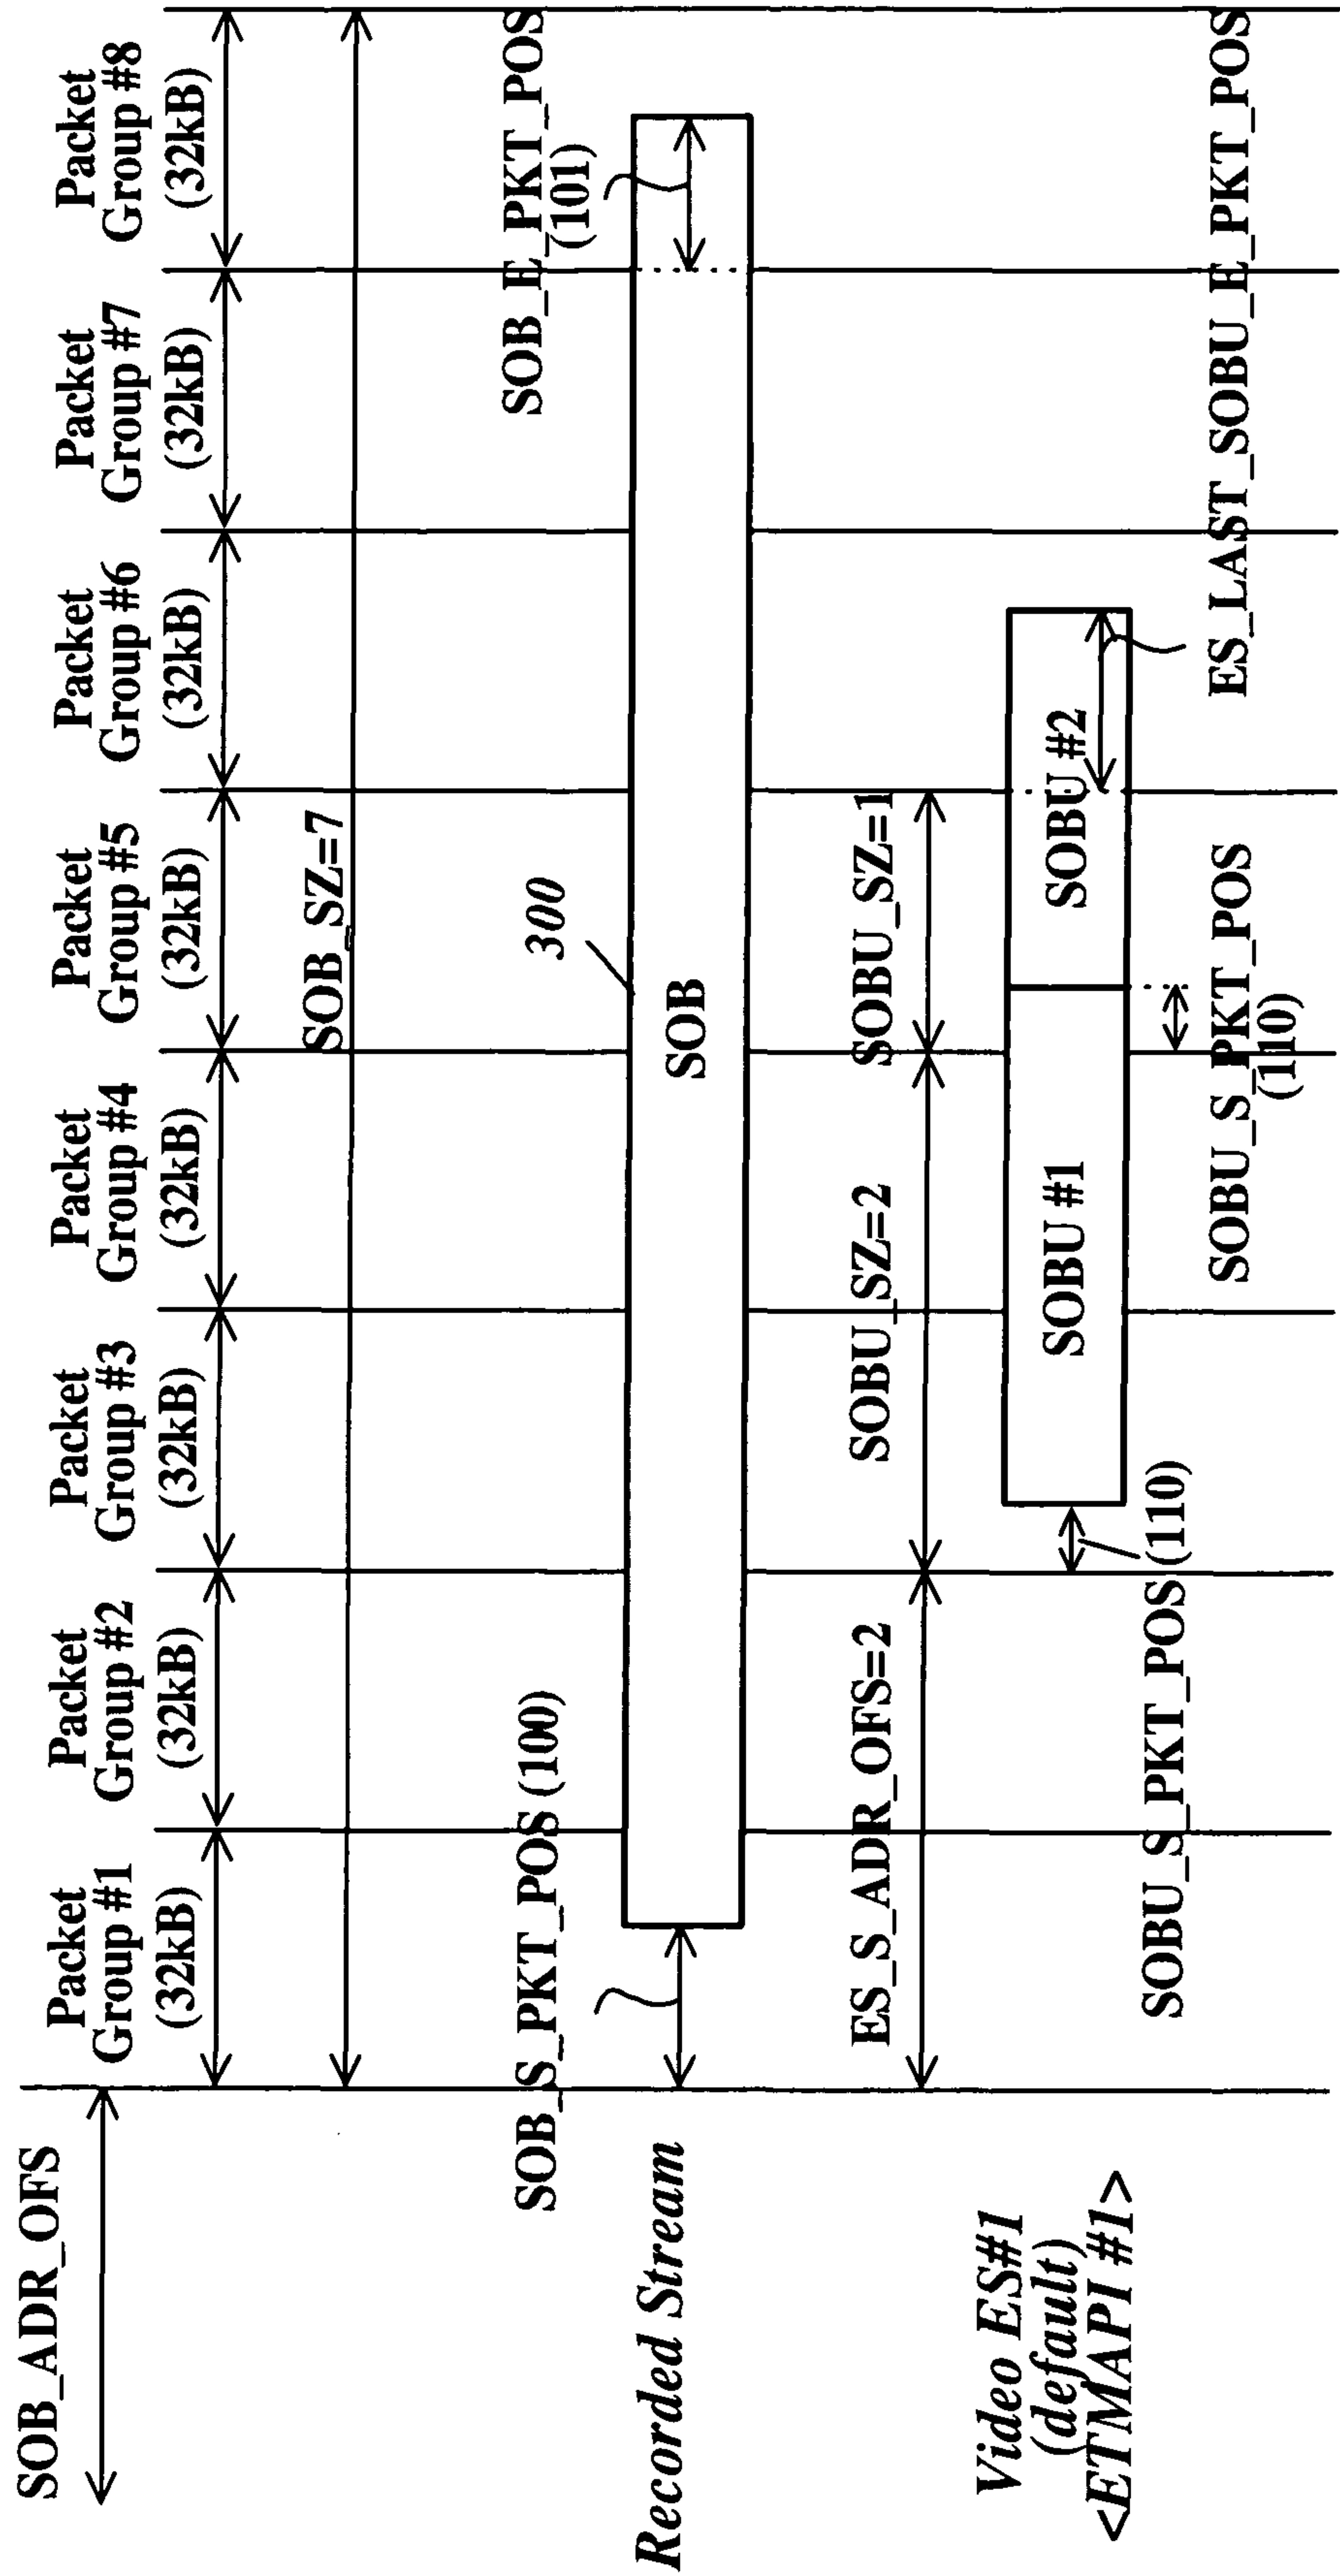 SOB_ADR_OFS
Packet
Group #1
(32kB)
Packet
Group #2
(32kB)
Packet
Group #3
(32kB)
Packet
Group #4
(32kB)
Packet
Group #5
(32kB)
Packet
Group #6
(32kB)
Packet
Group #7
(32kB)
Packet
Group #8
(32kB)
SOB_SZ=7
SOB_S_PKT_POS (100)
300
SOB_E_PKT_POS
(101)
Recorded Stream
SOB
ES_S_ADR_OFS=2
SOBU_SZ=2
SOBU_SZ=1
Video ES#1
(default)
<ETMAPI #1>
SOBU #1
SOBU #2
SOBU_S_PKT_POS (110)
SOBU_S_PKT_POS
(110)
ES_LAST_SOBU_E_PKT_POS